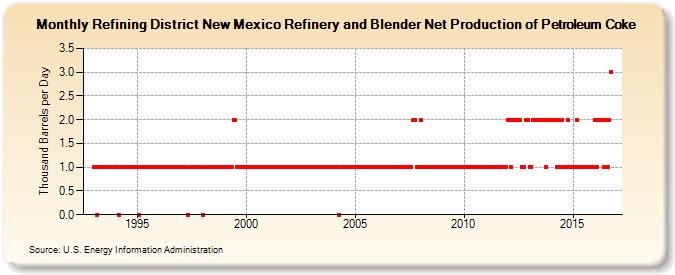 Monthly Refining District New Mexico Refinery and Blender Net Production of Petroleum Coke
Thousand Barrels per Day
3.5
3.0
2.5
2.0
1.5
1.0
0.5
0.0
1995 2000 2005 2010 2015
Source: U.S. Energy Information Administration